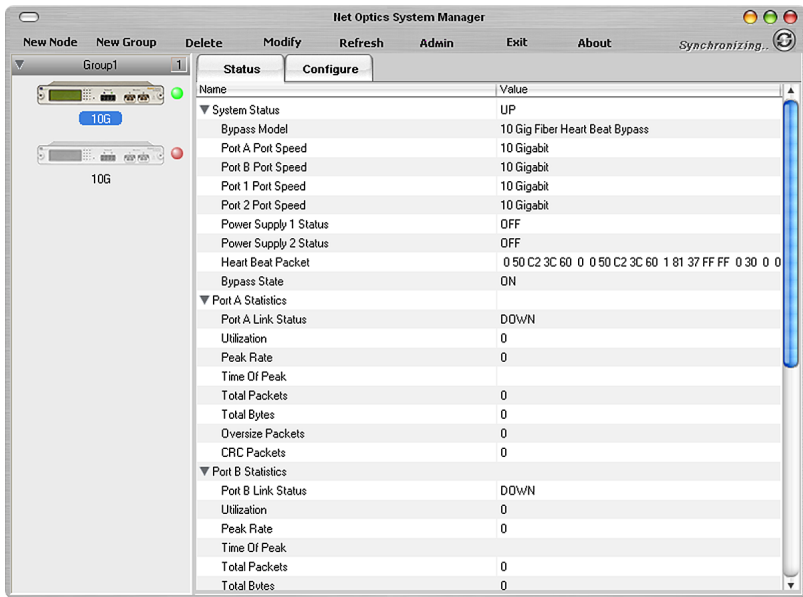 Net Optics System Manager
New Node New Group Delete Modify Refresh Admin Exit About Synchronizing..
Group1 1
10G
10G
Status Configure
Name Value
System Status UP
Bypass Model 10 Gig Fiber Heart Beat Bypass
Port A Port Speed 10 Gigabit
Port B Port Speed 10 Gigabit
Port 1 Port Speed 10 Gigabit
Port 2 Port Speed 10 Gigabit
Power Supply 1 Status OFF
Power Supply 2 Status OFF
Heart Beat Packet 0 50 C2 3C 60 0 0 50 C2 3C 60 1 81 37 FF FF 0 30 0 0
Bypass State ON
Port A Statistics
Port A Link Status DOWN
Utilization 0
Peak Rate 0
Time Of Peak
Total Packets 0
Total Bytes 0
Oversize Packets 0
CRC Packets 0
Port B Statistics
Port B Link Status DOWN
Utilization 0
Peak Rate 0
Time Of Peak
Total Packets 0
Total Bytes 0